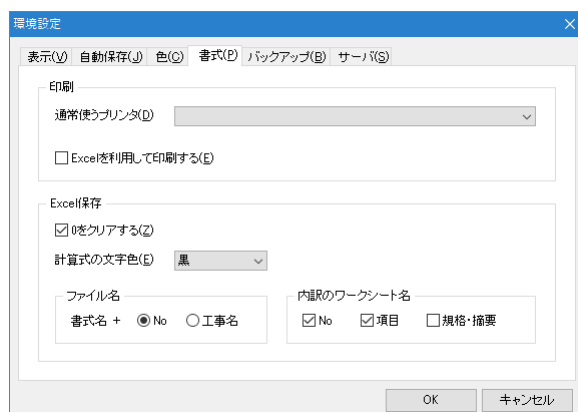 環境設定
表示(V) 自動保存(J) 色(C) 書式(P) バックアップ(B) サーバ(S)
印刷
通常使うプリンタ(D)
Excelを利用して印刷する(E)
Excel保存
0をクリアする(Z)
計算式の文字色(E) 黒
ファイル名 内訳のワークシート名
書式名 + No 工事名 No 項目 規格・摘要
OK キャンセル